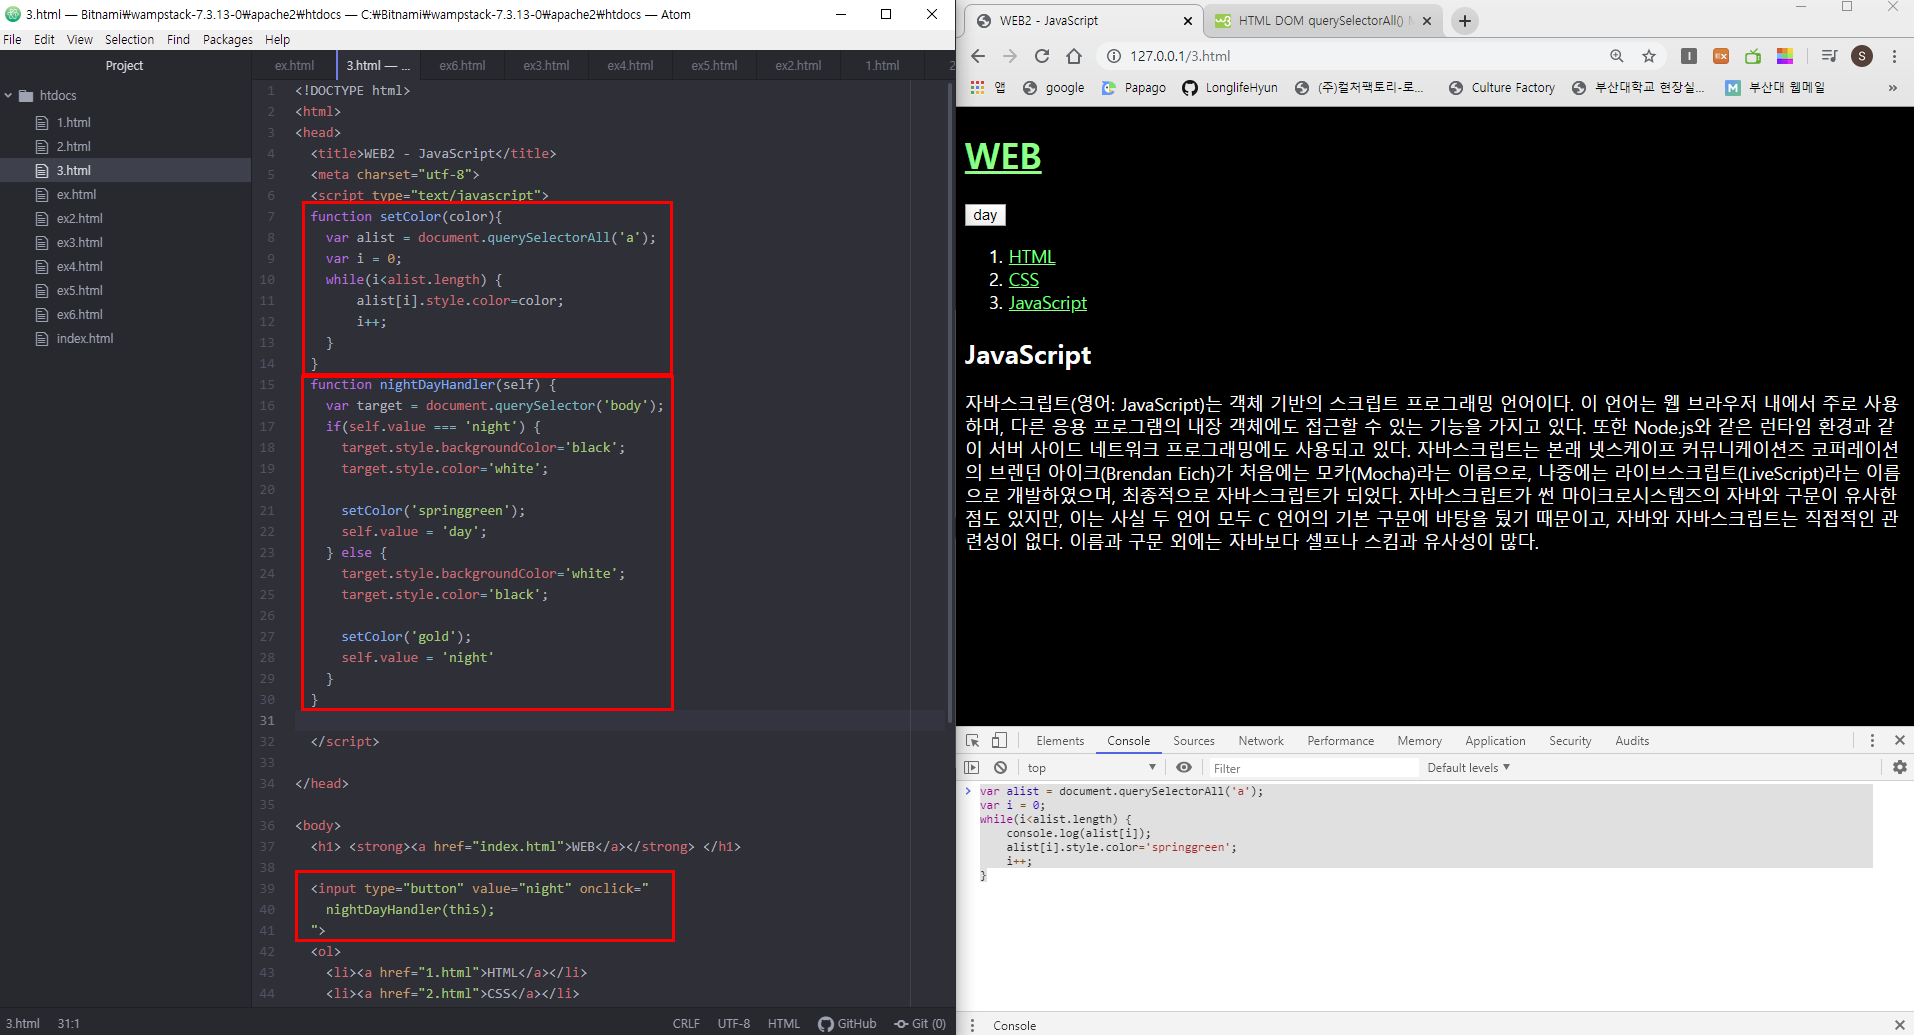 3.html — Bitnami₩wampstack-7.3.13-0₩apache2₩htdocs — C:₩Bitnami₩wampstack-7.3.13-0₩apache2₩htdocs — Atom
File Edit View Selection Find Packages Help
Project
htdocs
1.html
2.html
3.html
ex.html
ex2.html
ex3.html
ex4.html
ex5.html
ex6.html
index.html
ex.html 3.html — ... ex6.html ex3.html ex4.html ex5.html ex2.html 1.html 2
1 <!DOCTYPE html>
2 <html>
3 <head>
4 <title>WEB2 - JavaScript</title>
5 <meta charset="utf-8">
6 <script type="text/javascript">
7 function setColor(color){
8 var alist = document.querySelectorAll('a');
9 var i = 0;
10 while(i<alist.length) {
11 alist[i].style.color=color;
12 i++;
13 }
14 }
15 function nightDayHandler(self) {
16 var target = document.querySelector('body');
17 if(self.value === 'night') {
18 target.style.backgroundColor='black';
19 target.style.color='white';
20
21 setColor('springgreen');
22 self.value = 'day';
23 } else {
24 target.style.backgroundColor='white';
25 target.style.color='black';
26
27 setColor('gold');
28 self.value = 'night'
29 }
30 }
31
32 </script>
33
34 </head>
35
36 <body>
37 <h1> <strong><a href="index.html">WEB</a></strong> </h1>
38
39 <input type="button" value="night" onclick="
40 nightDayHandler(this);
41 ">
42 <ol>
43 <li><a href="1.html">HTML</a></li>
44 <li><a href="2.html">CSS</a></li>
3.html 31:1 CRLF UTF-8 HTML GitHub Git (0)
WEB2 - JavaScript HTML DOM querySelectorAll() M
127.0.0.1/3.html
앱 google Papago LonglifeHyun (주)컬처팩토리-로... Culture Factory 부산대학교 현장실... 부산대 웹메일 »
WEB
day
1. HTML
2. CSS
3. JavaScript
JavaScript
자바스크립트(영어: JavaScript)는 객체 기반의 스크립트 프로그래밍 언어이다. 이 언어는 웹 브라우저 내에서 주로 사용
하며, 다른 응용 프로그램의 내장 객체에도 접근할 수 있는 기능을 가지고 있다. 또한 Node.js와 같은 런타임 환경과 같
이 서버 사이드 네트워크 프로그래밍에도 사용되고 있다. 자바스크립트는 본래 넷스케이프 커뮤니케이션즈 코퍼레이션
의 브렌던 아이크(Brendan Eich)가 처음에는 모카(Mocha)라는 이름으로, 나중에는 라이브스크립트(LiveScript)라는 이름
으로 개발하였으며, 최종적으로 자바스크립트가 되었다. 자바스크립트가 썬 마이크로시스템즈의 자바와 구문이 유사한
점도 있지만, 이는 사실 두 언어 모두 C 언어의 기본 구문에 바탕을 뒀기 때문이고, 자바와 자바스크립트는 직접적인 관
련성이 없다. 이름과 구문 외에는 자바보다 셀프나 스킴과 유사성이 많다.
Elements Console Sources Network Performance Memory Application Security Audits
top Filter Default levels
var alist = document.querySelectorAll('a');
var i = 0;
while(i<alist.length) {
console.log(alist[i]);
alist[i].style.color='springgreen';
i++;
}
Console